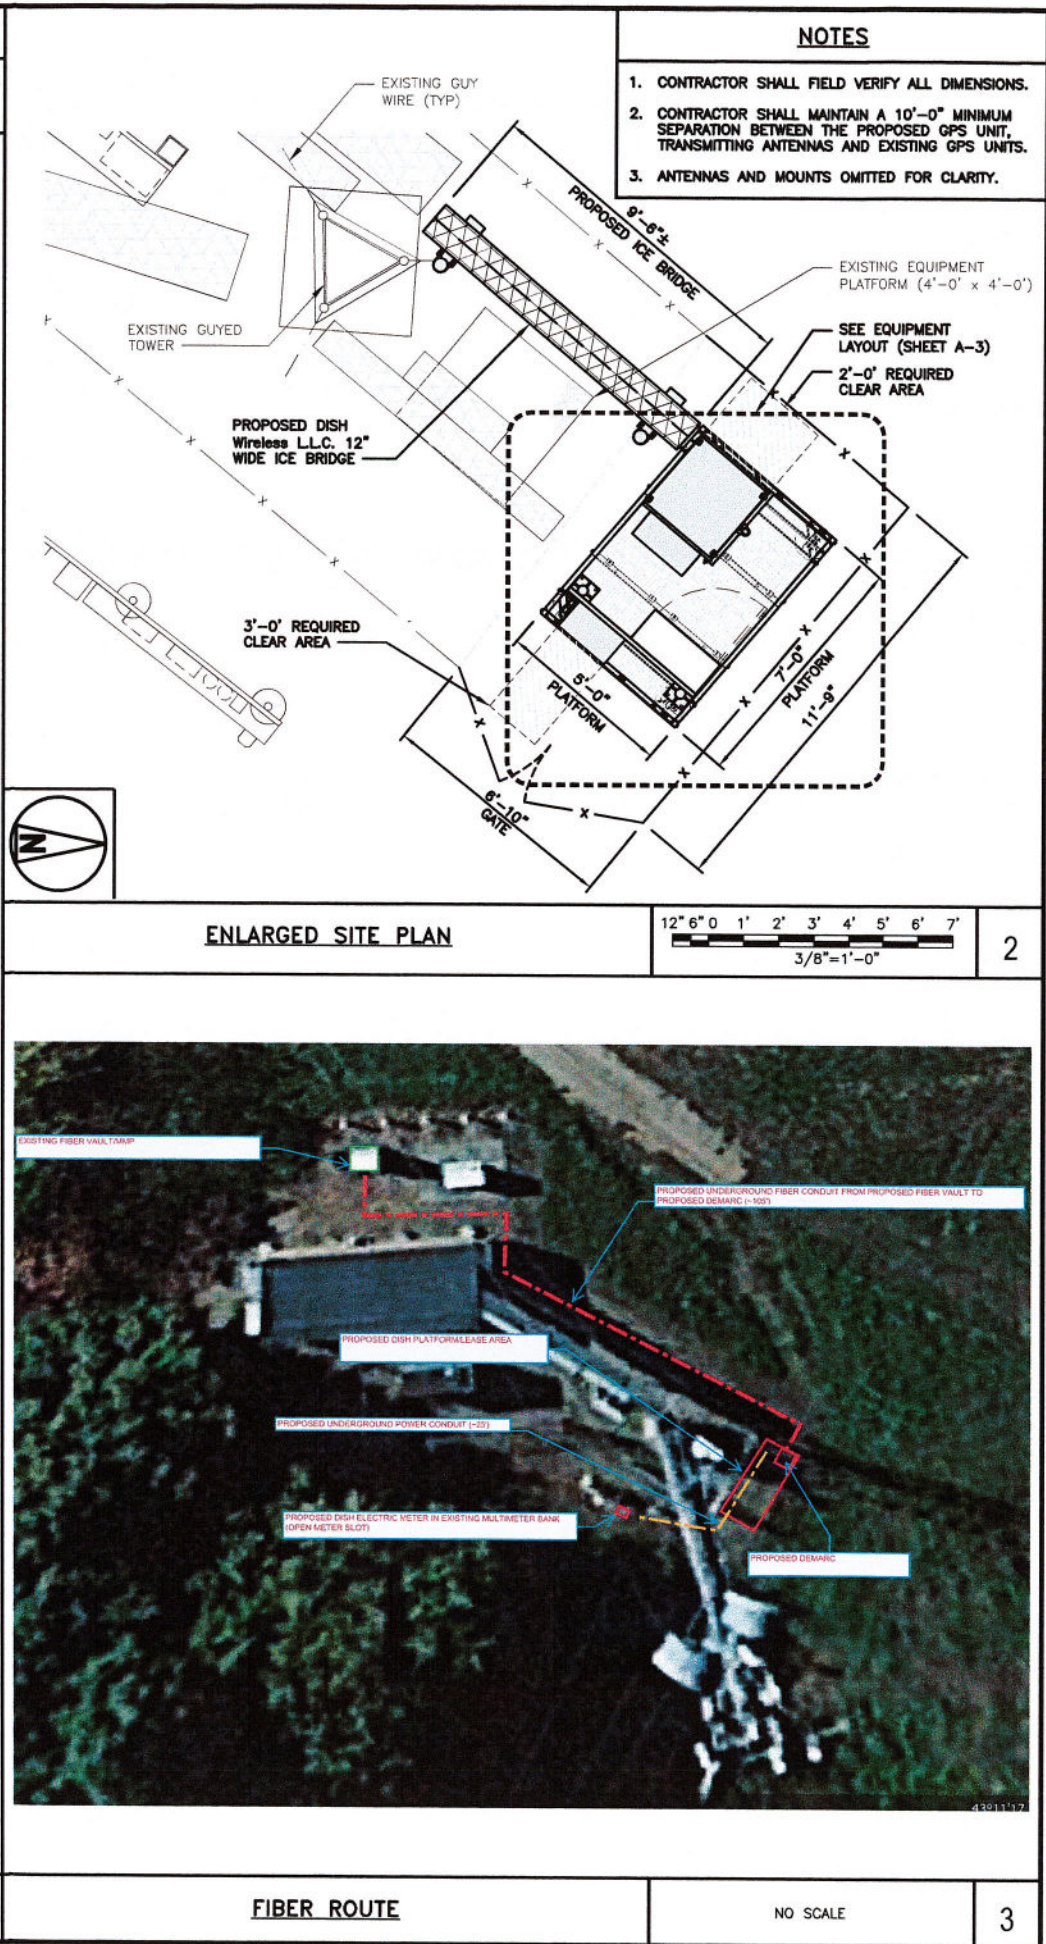 NOTES
1. CONTRACTOR SHALL FIELD VERIFY ALL DIMENSIONS.
2. CONTRACTOR SHALL MAINTAIN A 10'-0" MINIMUM
SEPARATION BETWEEN THE PROPOSED GPS UNIT,
TRANSMITTING ANTENNAS AND EXISTING GPS UNITS.
3. ANTENNAS AND MOUNTS OMITTED FOR CLARITY.
EXISTING GUY
WIRE (TYP)
9'-6"±
PROPOSED ICE BRIDGE
EXISTING EQUIPMENT
PLATFORM (4'-0' x 4'-0')
EXISTING GUYED
TOWER
SEE EQUIPMENT
LAYOUT (SHEET A-3)
2'-0' REQUIRED
CLEAR AREA
PROPOSED DISH
Wireless L.L.C. 12"
WIDE ICE BRIDGE
3'-0' REQUIRED
CLEAR AREA
5'-0"
PLATFORM
7'-0"
PLATFORM
11'-9"
6'-10"
GATE
N
ENLARGED SITE PLAN
12" 6" 0 1' 2' 3' 4' 5' 6' 7'
3/8"=1'-0"
2
EXISTING FIBER VAULT/MMP
PROPOSED UNDERGROUND FIBER CONDUIT FROM PROPOSED FIBER VAULT TO
PROPOSED DEMARC (~105')
PROPOSED DISH PLATFORM/LEASE AREA
PROPOSED UNDERGROUND POWER CONDUIT (~25')
PROPOSED DISH ELECTRIC METER IN EXISTING MULTIMETER BANK
(OPEN METER SLOT)
PROPOSED DEMARC
43°11'17
FIBER ROUTE
NO SCALE
3